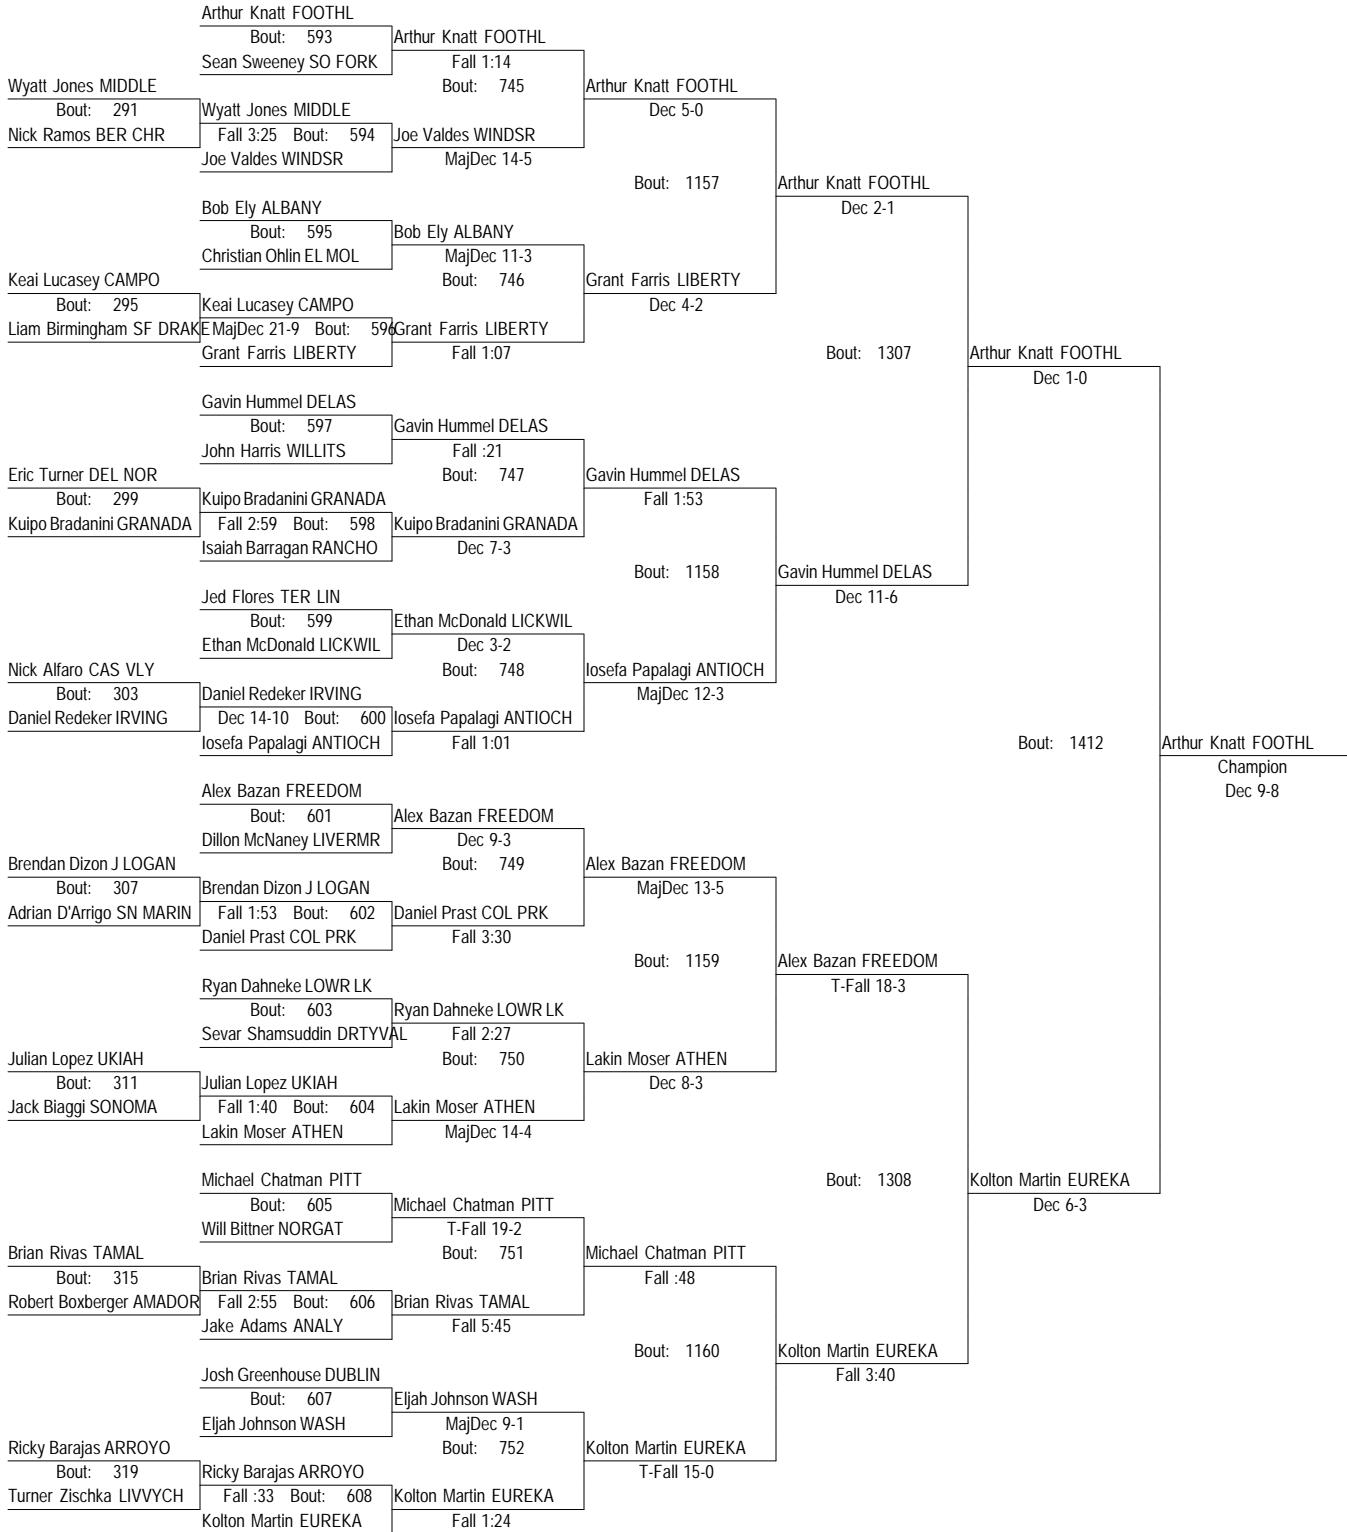 Arthur Knatt FOOTHL
Bout: 593 Arthur Knatt FOOTHL
Sean Sweeney SO FORK Fall 1:14
Wyatt Jones MIDDLE Bout: 745 Arthur Knatt FOOTHL
Bout: 291 Wyatt Jones MIDDLE Dec 5-0
Nick Ramos BER CHR Fall 3:25 Bout: 594 Joe Valdes WINDSR
Joe Valdes WINDSR MajDec 14-5
Bout: 1157 Arthur Knatt FOOTHL
Bob Ely ALBANY Dec 2-1
Bout: 595 Bob Ely ALBANY
Christian Ohlin EL MOL MajDec 11-3
Keai Lucasey CAMPO Bout: 746 Grant Farris LIBERTY
Bout: 295 Keai Lucasey CAMPO Dec 4-2
Liam Birmingham SF DRAKE MajDec 21-9 Bout: 596 Grant Farris LIBERTY
Grant Farris LIBERTY Fall 1:07 Bout: 1307 Arthur Knatt FOOTHL
Dec 1-0
Gavin Hummel DELAS
Bout: 597 Gavin Hummel DELAS
John Harris WILLITS Fall :21
Eric Turner DEL NOR Bout: 747 Gavin Hummel DELAS
Bout: 299 Kuipo Bradanini GRANADA Fall 1:53
Kuipo Bradanini GRANADA Fall 2:59 Bout: 598 Kuipo Bradanini GRANADA
Isaiah Barragan RANCHO Dec 7-3
Bout: 1158 Gavin Hummel DELAS
Jed Flores TER LIN Dec 11-6
Bout: 599 Ethan McDonald LICKWIL
Ethan McDonald LICKWIL Dec 3-2
Nick Alfaro CAS VLY Bout: 748 Iosefa Papalagi ANTIOCH
Bout: 303 Daniel Redeker IRVING MajDec 12-3
Daniel Redeker IRVING Dec 14-10 Bout: 600 Iosefa Papalagi ANTIOCH
Iosefa Papalagi ANTIOCH Fall 1:01 Bout: 1412 Arthur Knatt FOOTHL
Champion
Alex Bazan FREEDOM Dec 9-8
Bout: 601 Alex Bazan FREEDOM
Dillon McNaney LIVERMR Dec 9-3
Brendan Dizon J LOGAN Bout: 749 Alex Bazan FREEDOM
Bout: 307 Brendan Dizon J LOGAN MajDec 13-5
Adrian D'Arrigo SN MARIN Fall 1:53 Bout: 602 Daniel Prast COL PRK
Daniel Prast COL PRK Fall 3:30
Bout: 1159 Alex Bazan FREEDOM
Ryan Dahneke LOWR LK T-Fall 18-3
Bout: 603 Ryan Dahneke LOWR LK
Sevar Shamsuddin DRTYVAL Fall 2:27
Julian Lopez UKIAH Bout: 750 Lakin Moser ATHEN
Bout: 311 Julian Lopez UKIAH Dec 8-3
Jack Biaggi SONOMA Fall 1:40 Bout: 604 Lakin Moser ATHEN
Lakin Moser ATHEN MajDec 14-4
Michael Chatman PITT Bout: 1308 Kolton Martin EUREKA
Bout: 605 Michael Chatman PITT Dec 6-3
Will Bittner NORGAT T-Fall 19-2
Brian Rivas TAMAL Bout: 751 Michael Chatman PITT
Bout: 315 Brian Rivas TAMAL Fall :48
Robert Boxberger AMADOR Fall 2:55 Bout: 606 Brian Rivas TAMAL
Jake Adams ANALY Fall 5:45
Bout: 1160 Kolton Martin EUREKA
Josh Greenhouse DUBLIN Fall 3:40
Bout: 607 Eljah Johnson WASH
Eljah Johnson WASH MajDec 9-1
Ricky Barajas ARROYO Bout: 752 Kolton Martin EUREKA
Bout: 319 Ricky Barajas ARROYO T-Fall 15-0
Turner Zischka LIVVYCH Fall :33 Bout: 608 Kolton Martin EUREKA
Kolton Martin EUREKA Fall 1:24